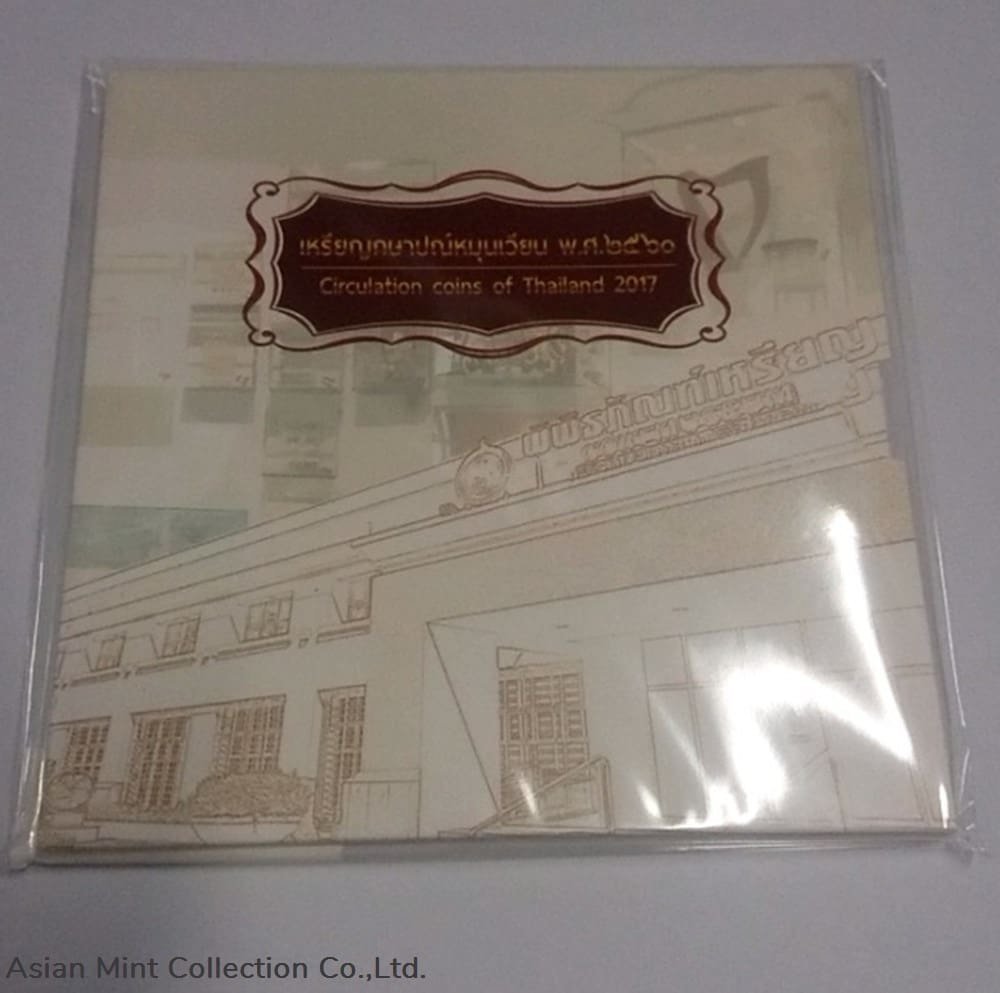 เหรียญกษาปณ์หมุนเวียน พ.ศ.๒๕๖๐
Circulation coins of Thailand 2017
พิพิธภัณฑ์เหรียญ
Asian Mint Collection Co.,Ltd.